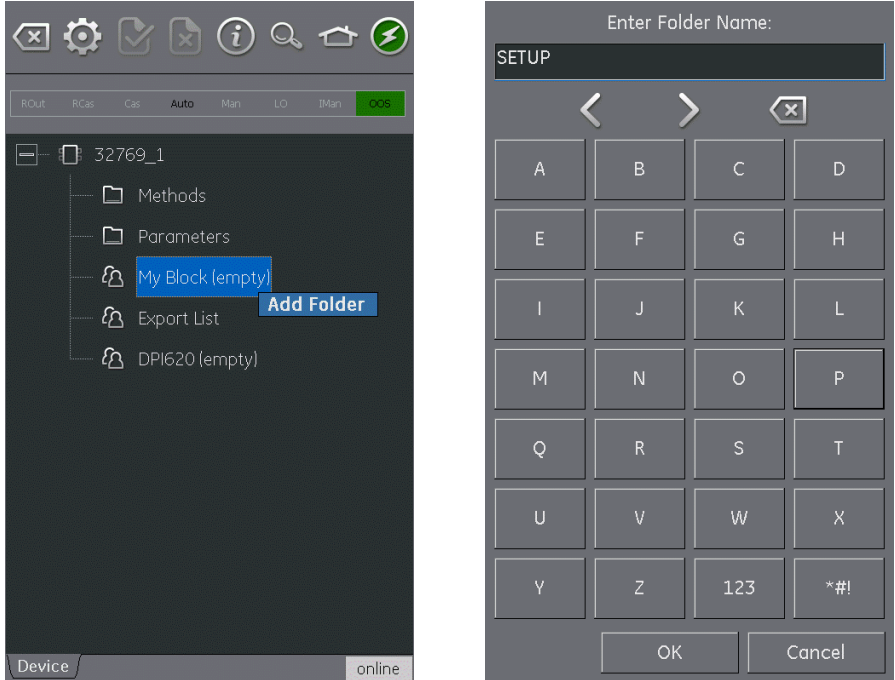 ROut RCas Cas Auto Man LO IMan OOS
32769_1
Methods
Parameters
My Block (empty)
Add Folder
Export List
DPI620 (empty)
Device
online
Enter Folder Name:
SETUP
A B C D
E F G H
I J K L
M N O P
Q R S T
U V W X
Y Z 123 *#!
OK Cancel